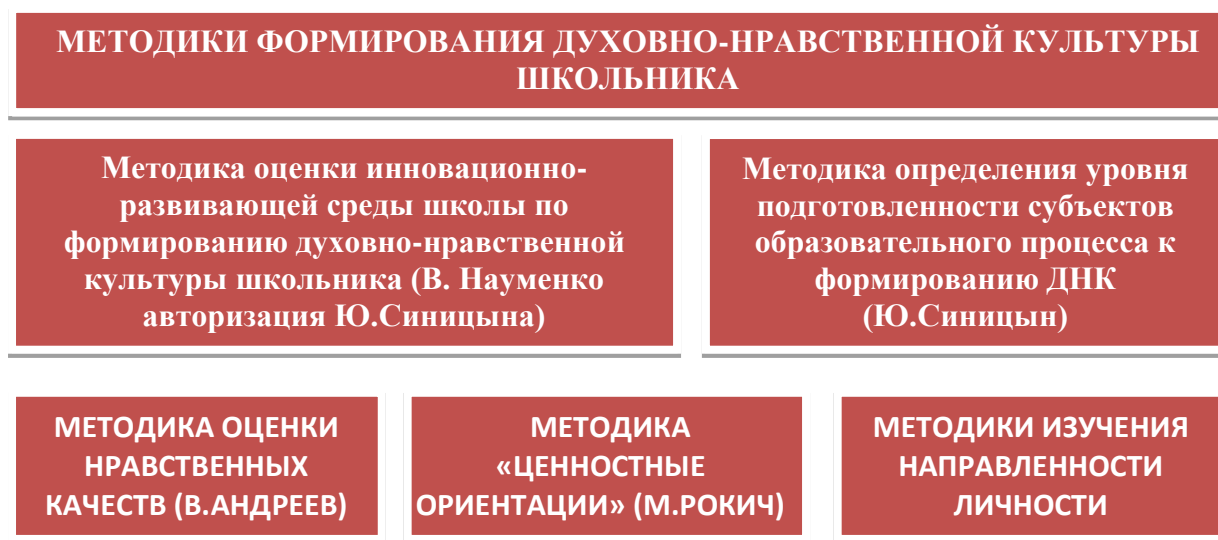 МЕТОДИКИ ФОРМИРОВАНИЯ ДУХОВНО-НРАВСТВЕННОЙ КУЛЬТУРЫ
ШКОЛЬНИКА
Методика оценки инновационно-
развивающей среды школы по
формированию духовно-нравственной
культуры школьника (В. Науменко
авторизация Ю.Синицына)
Методика определения уровня
подготовленности субъектов
образовательного процесса к
формированию ДНК
(Ю.Синицын)
МЕТОДИКА ОЦЕНКИ
НРАВСТВЕННЫХ
КАЧЕСТВ (В.АНДРЕЕВ)
МЕТОДИКА
«ЦЕННОСТНЫЕ
ОРИЕНТАЦИИ» (М.РОКИЧ)
МЕТОДИКИ ИЗУЧЕНИЯ
НАПРАВЛЕННОСТИ
ЛИЧНОСТИ